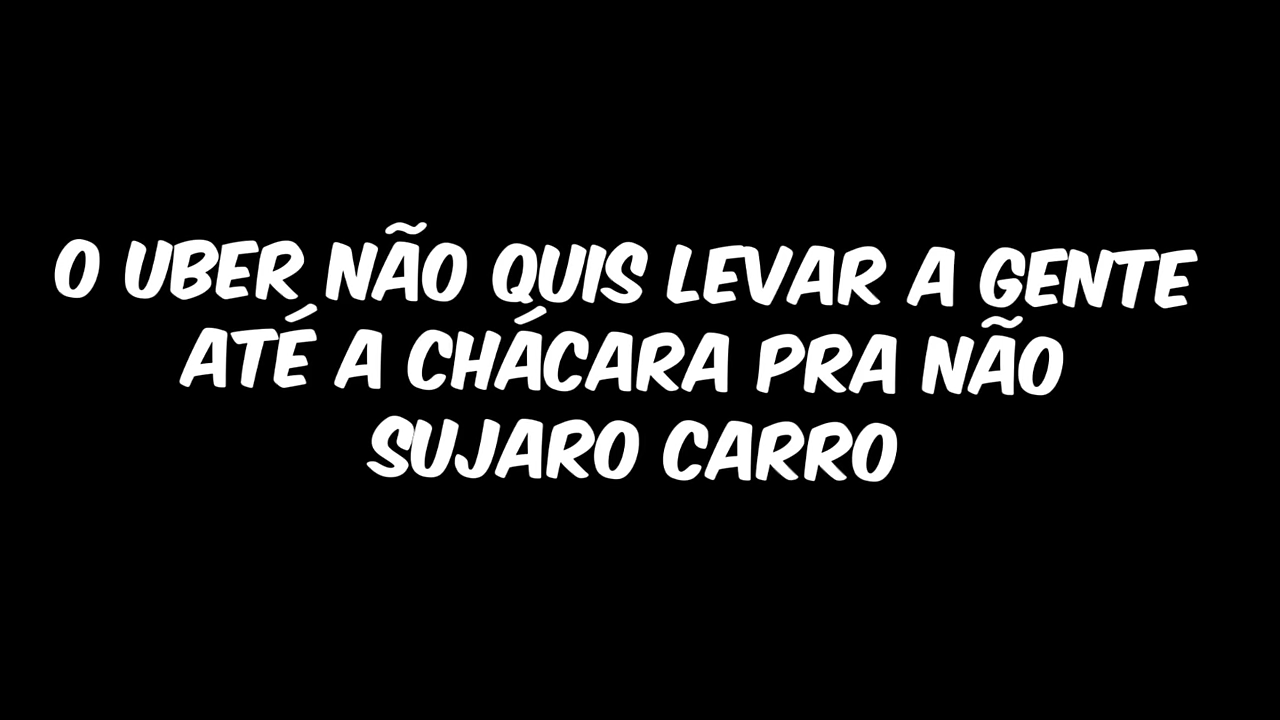 O UBER NÃO QUIS LEVAR A GENTE
ATÉ A CHÁCARA PRA NÃO
SUJARO CARRO